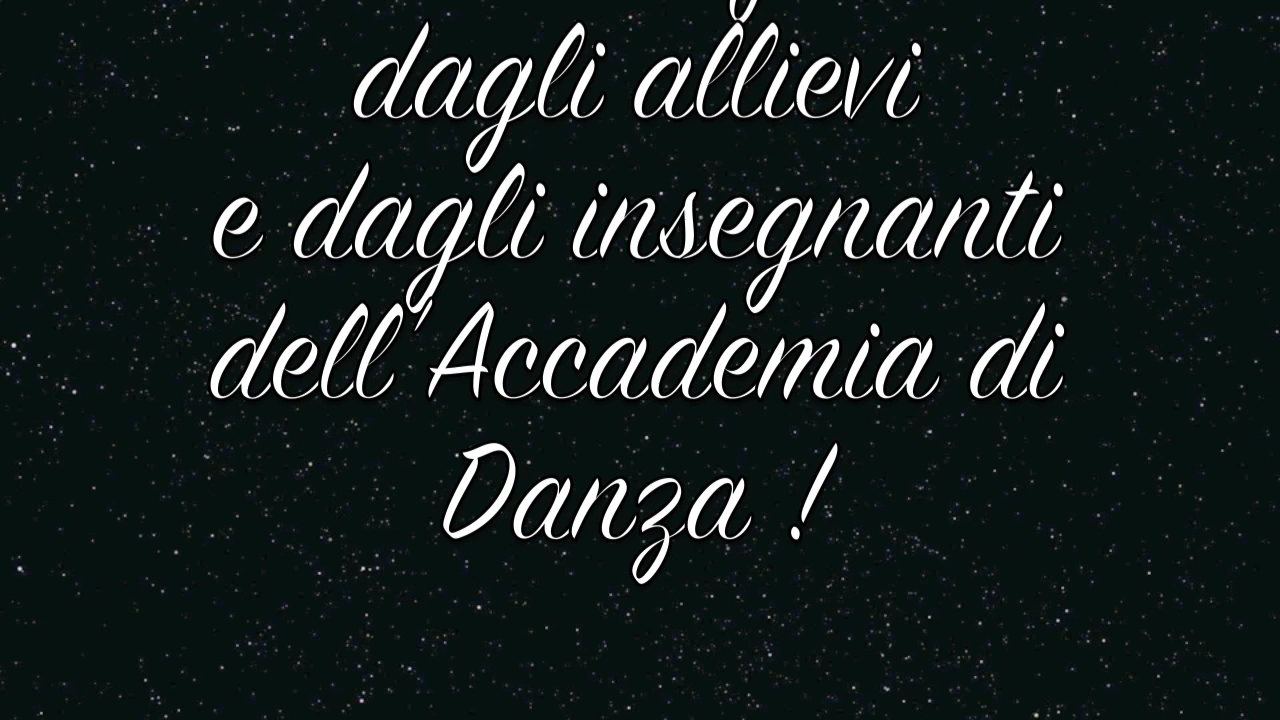 dagli allievi
e dagli insegnanti
dell'Accademia di
Danza !